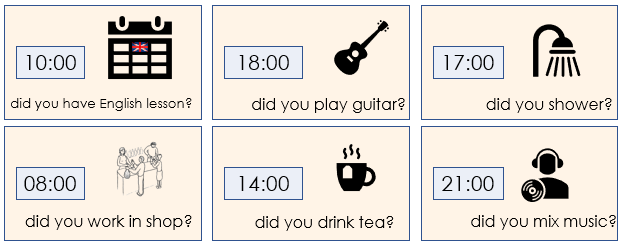 10:00
did you have English lesson?
18:00
did you play guitar?
17:00
did you shower?
08:00
did you work in shop?
14:00
did you drink tea?
21:00
did you mix music?